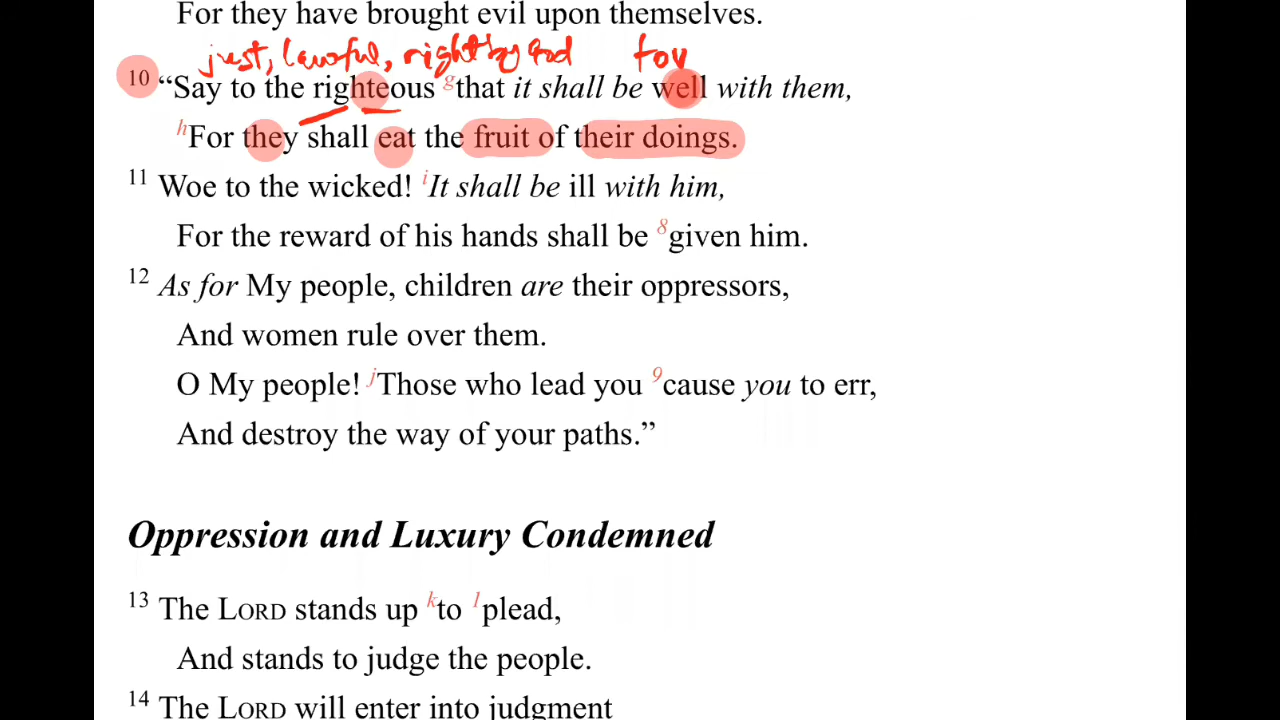 For they have brought evil upon themselves.
just, lawful, right by God tov
10 “Say to the righteous g that it shall be well with them,
h For they shall eat the fruit of their doings.
11 Woe to the wicked! i It shall be ill with him,
For the reward of his hands shall be 8 given him.
12 As for My people, children are their oppressors,
And women rule over them.
O My people! j Those who lead you 9 cause you to err,
And destroy the way of your paths.”
Oppression and Luxury Condemned
13 The LORD stands up k to 1 plead,
And stands to judge the people.
14 The LORD will enter into judgment